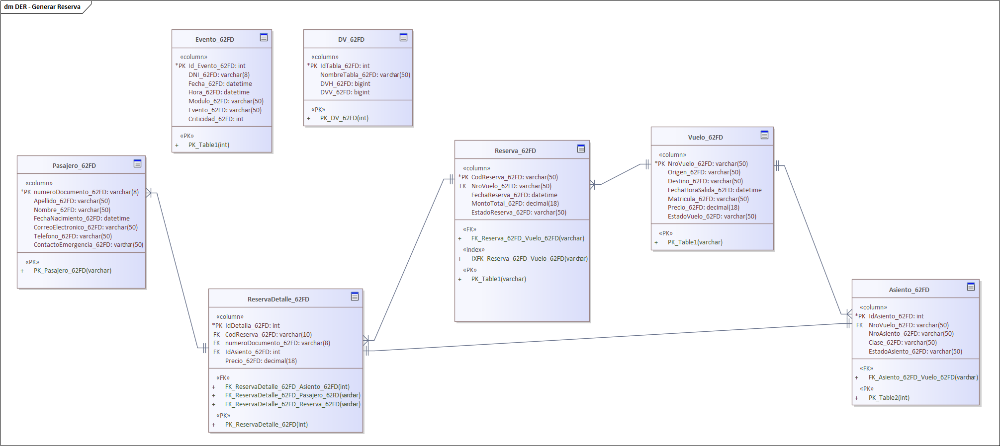 dm DER - Generar Reserva
Evento_62FD
«column»
*PK Id_Evento_62FD: int
DNI_62FD: varchar(8)
Fecha_62FD: datetime
Hora_62FD: datetime
Modulo_62FD: varchar(50)
Evento_62FD: varchar(50)
Criticidad_62FD: int
«PK»
+ PK_Table1(int)
DV_62FD
«column»
*PK IdTabla_62FD: int
NombreTabla_62FD: varchar(50)
DVH_62FD: bigint
DVV_62FD: bigint
«PK»
+ PK_DV_62FD(int)
Pasajero_62FD
«column»
*PK numeroDocumento_62FD: varchar(8)
Apellido_62FD: varchar(50)
Nombre_62FD: varchar(50)
FechaNacimiento_62FD: datetime
CorreoElectronico_62FD: varchar(50)
Telefono_62FD: varchar(50)
ContactoEmergencia_62FD: varchar(50)
«PK»
+ PK_Pasajero_62FD(varchar)
Reserva_62FD
«column»
*PK CodReserva_62FD: varchar(50)
FK NroVuelo_62FD: varchar(50)
FechaReserva_62FD: datetime
MontoTotal_62FD: decimal(18)
EstadoReserva_62FD: varchar(50)
«FK»
+ FK_Reserva_62FD_Vuelo_62FD(varchar)
«index»
+ IXFK_Reserva_62FD_Vuelo_62FD(varchar)
«PK»
+ PK_Table1(varchar)
Vuelo_62FD
«column»
*PK NroVuelo_62FD: varchar(50)
Origen_62FD: varchar(50)
Destino_62FD: varchar(50)
FechaHoraSalida_62FD: datetime
Matricula_62FD: varchar(50)
Precio_62FD: decimal(18)
EstadoVuelo_62FD: varchar(50)
«PK»
+ PK_Table1(varchar)
ReservaDetalle_62FD
«column»
*PK IdDetalla_62FD: int
FK CodReserva_62FD: varchar(10)
FK numeroDocumento_62FD: varchar(8)
FK IdAsiento_62FD: int
Precio_62FD: decimal(18)
«FK»
+ FK_ReservaDetalle_62FD_Asiento_62FD(int)
+ FK_ReservaDetalle_62FD_Pasajero_62FD(varchar)
+ FK_ReservaDetalle_62FD_Reserva_62FD(varchar)
«PK»
+ PK_ReservaDetalle_62FD(int)
Asiento_62FD
«column»
*PK IdAsiento_62FD: int
FK NroVuelo_62FD: varchar(50)
NroAsiento_62FD: varchar(50)
Clase_62FD: varchar(50)
EstadoAsiento_62FD: varchar(50)
«FK»
+ FK_Asiento_62FD_Vuelo_62FD(varchar)
«PK»
+ PK_Table2(int)